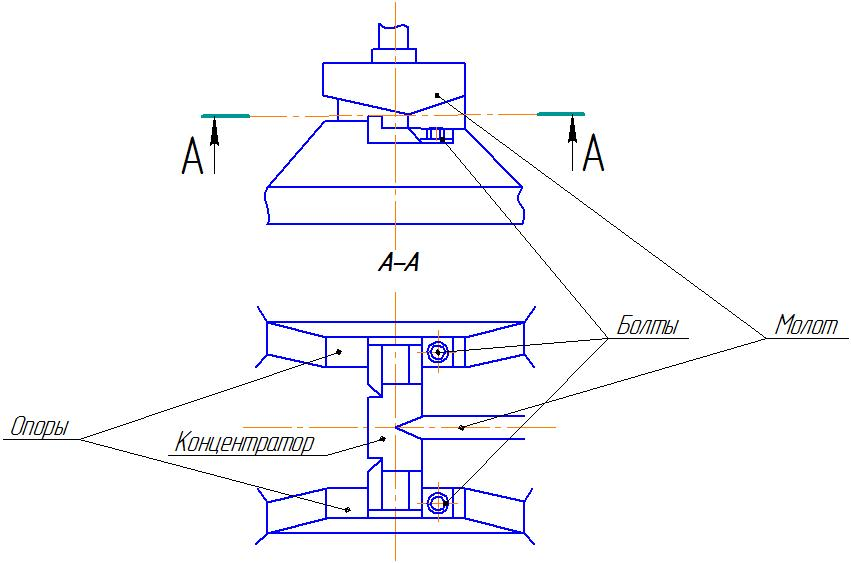 А
А
А-А
Болты
Молот
Опоры
Концентратор